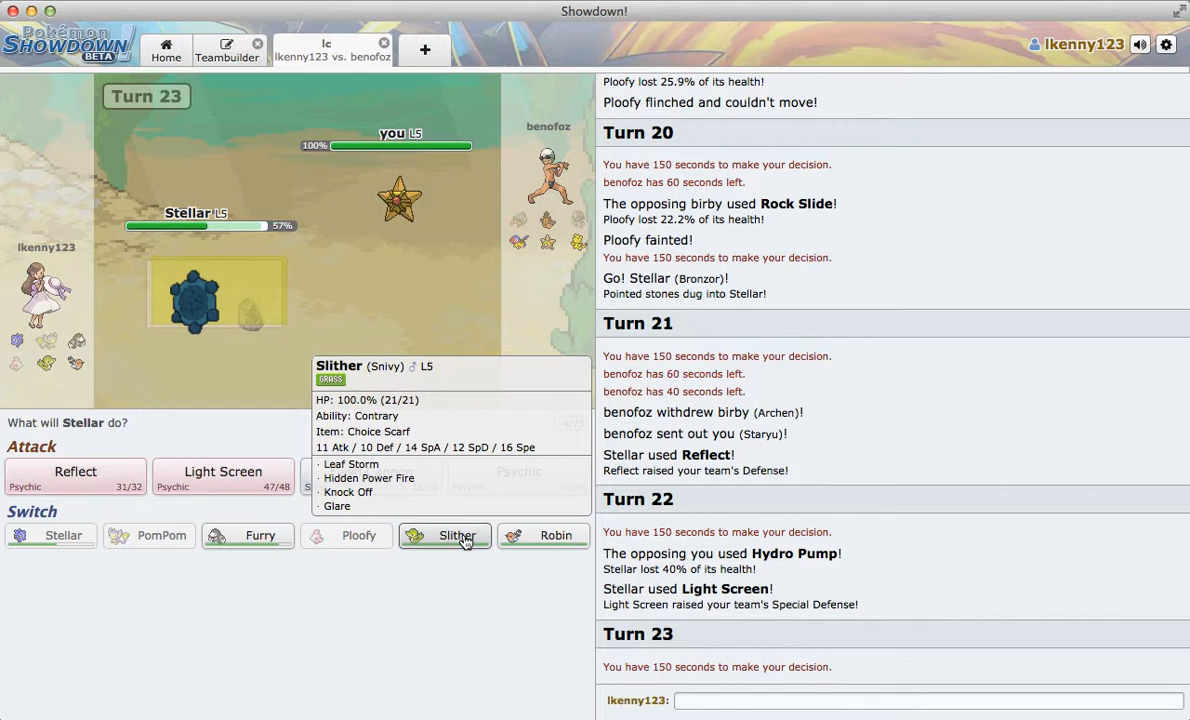 Showdown!
Pokémon
SHOWDOWN!
BETA
Home
Teambuilder
lc
lkenny123 vs. benofoz
+
lkenny123
Turn 23
you L5
100%
benofoz
Stellar L5
57%
lkenny123
Slither (Snivy) ♂ L5
GRASS
HP: 100.0% (21/21)
Ability: Contrary
Item: Choice Scarf
11 Atk / 10 Def / 14 SpA / 12 SpD / 16 Spe
· Leaf Storm
· Hidden Power Fire
· Knock Off
· Glare
What will Stellar do?
Attack
Reflect
Psychic 31/32
Light Screen
Psychic 47/48
Psychic
Switch
Stellar
PomPom
Furry
Ploofy
Slither
Robin
Ploofy lost 25.9% of its health!
Ploofy flinched and couldn't move!
Turn 20
You have 150 seconds to make your decision.
benofoz has 60 seconds left.
The opposing birby used Rock Slide!
Ploofy lost 22.2% of its health!
Ploofy fainted!
You have 150 seconds to make your decision.
Go! Stellar (Bronzor)!
Pointed stones dug into Stellar!
Turn 21
You have 150 seconds to make your decision.
benofoz has 60 seconds left.
benofoz has 40 seconds left.
benofoz withdrew birby (Archen)!
benofoz sent out you (Staryu)!
Stellar used Reflect!
Reflect raised your team's Defense!
Turn 22
You have 150 seconds to make your decision.
The opposing you used Hydro Pump!
Stellar lost 40% of its health!
Stellar used Light Screen!
Light Screen raised your team's Special Defense!
Turn 23
You have 150 seconds to make your decision.
lkenny123: